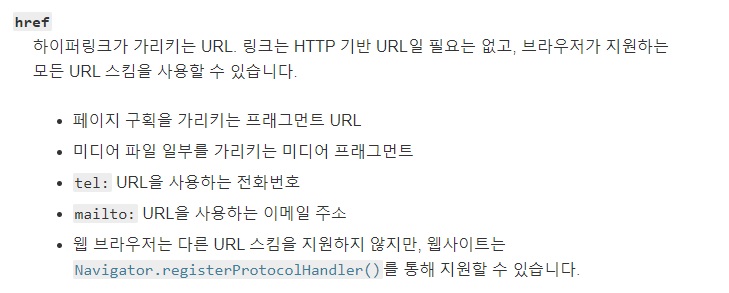 href
하이퍼링크가 가리키는 URL. 링크는 HTTP 기반 URL일 필요는 없고, 브라우저가 지원하는
모든 URL 스킴을 사용할 수 있습니다.
• 페이지 구획을 가리키는 프래그먼트 URL
• 미디어 파일 일부를 가리키는 미디어 프래그먼트
• tel: URL을 사용하는 전화번호
• mailto: URL을 사용하는 이메일 주소
• 웹 브라우저는 다른 URL 스킴을 지원하지 않지만, 웹사이트는
Navigator.registerProtocolHandler()를 통해 지원할 수 있습니다.